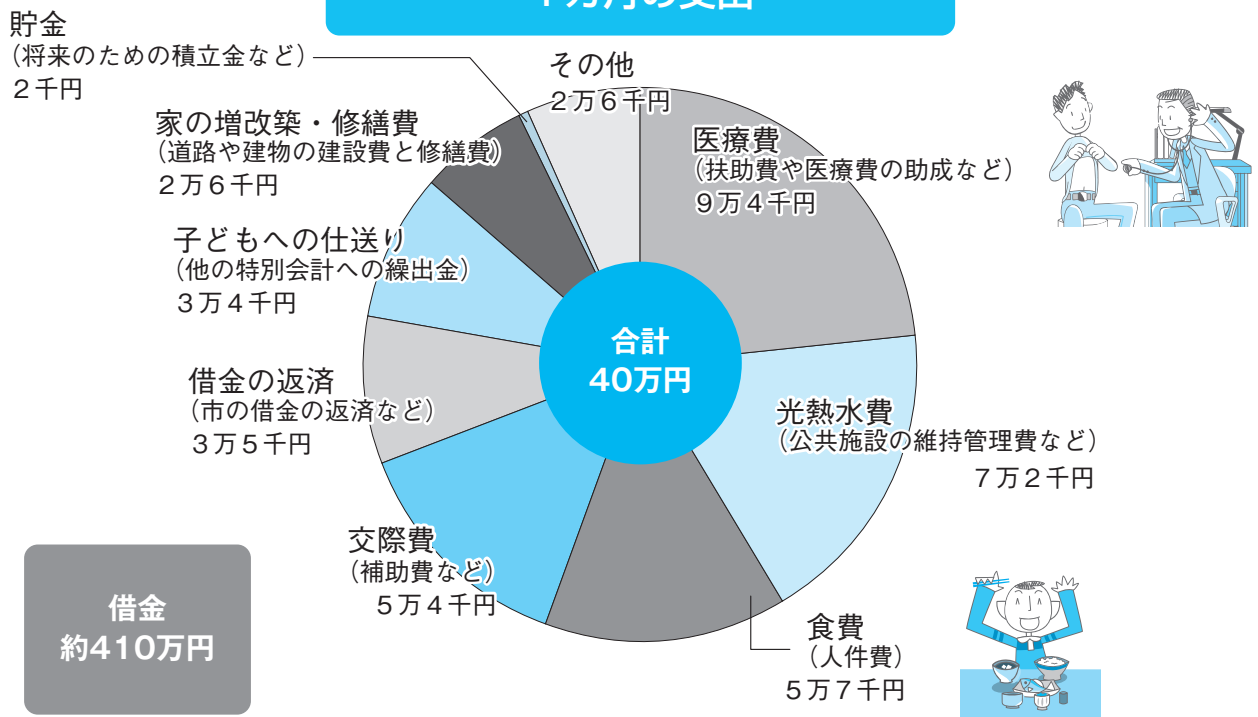 1カ月の支出
貯金
(将来のための積立金など)
2千円
その他
2万6千円
家の増改築・修繕費
(道路や建物の建設費と修繕費)
2万6千円
医療費
(扶助費や医療費の助成など)
9万4千円
子どもへの仕送り
(他の特別会計への繰出金)
3万4千円
合計
40万円
借金の返済
(市の借金の返済など)
3万5千円
光熱水費
(公共施設の維持管理費など)
7万2千円
交際費
(補助費など)
5万4千円
食費
(人件費)
5万7千円
借金
約410万円